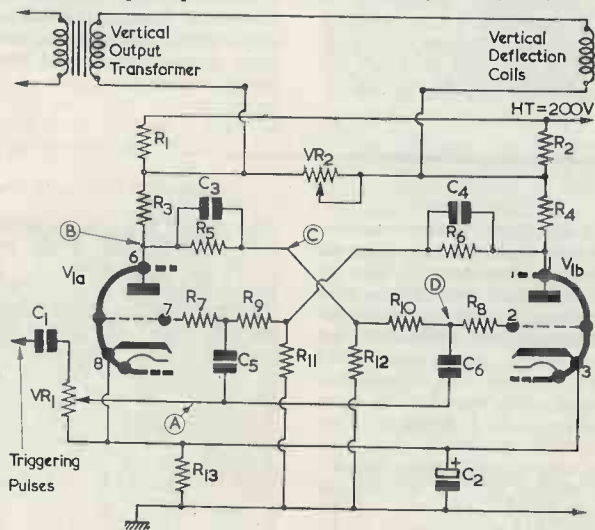 Vertical
Output
Transformer
Vertical
Deflection
Coils
HT=200V
R1
VR2
R2
C3
C4
R3
R4
R5
R6
B
C
6
1
V1a
V1b
D
7
R7
R9
R10
R8
2
C1
8
C5
R11
R12
C6
3
VR1
A
Triggering
Pulses
R13
+
C2